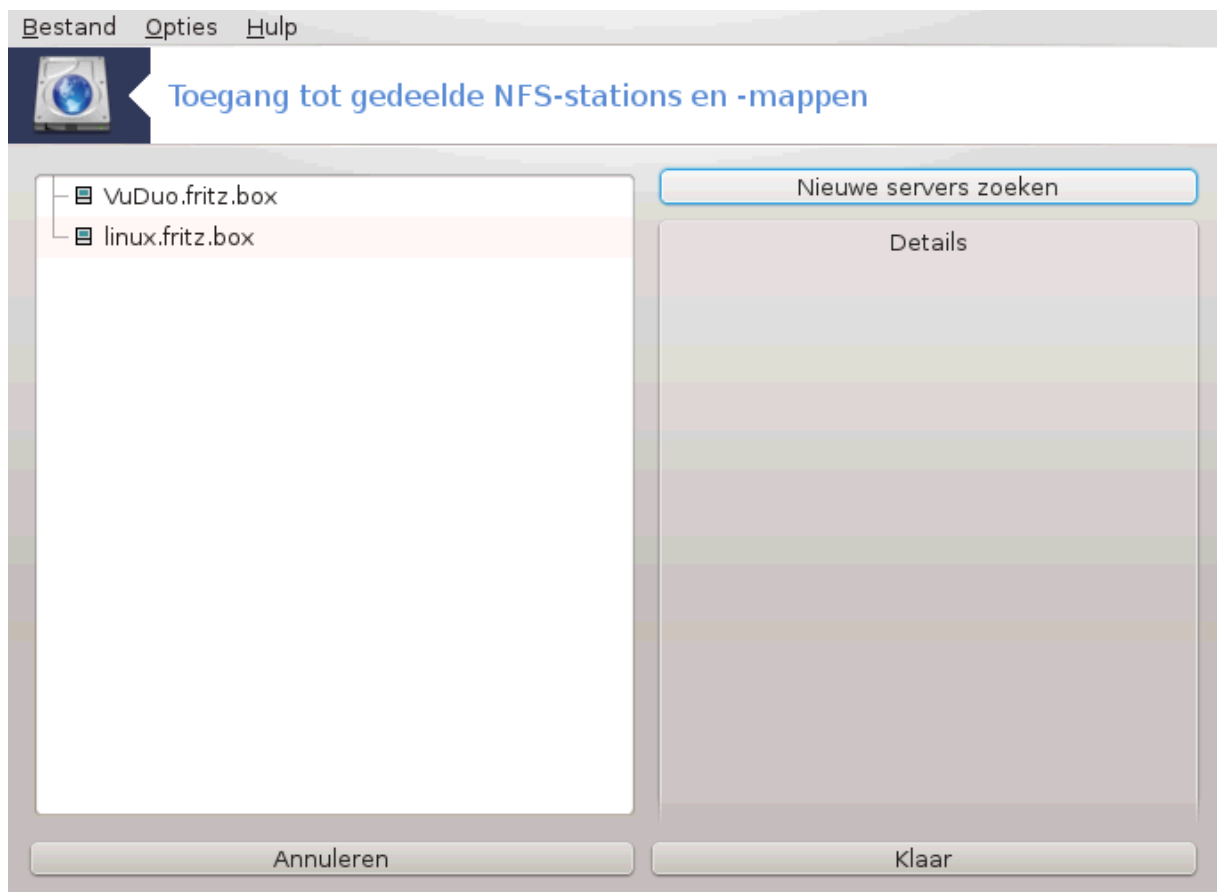 Bestand Opties Hulp
Toegang tot gedeelde NFS-stations en -mappen
VuDuo.fritz.box
linux.fritz.box
Nieuwe servers zoeken
Details
Annuleren
Klaar